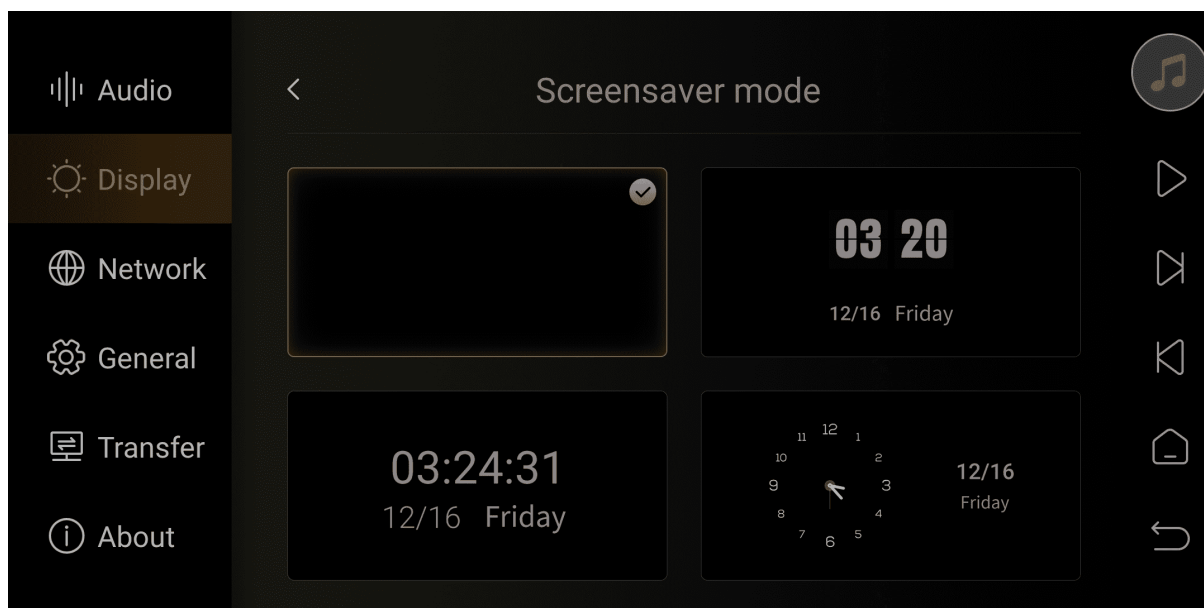 Audio
Display
Network
General
Transfer
About
Screensaver mode
03 20
12/16 Friday
03:24:31
12/16 Friday
12
1
2
3
4
5
6
7
8
9
10
11
12/16
Friday